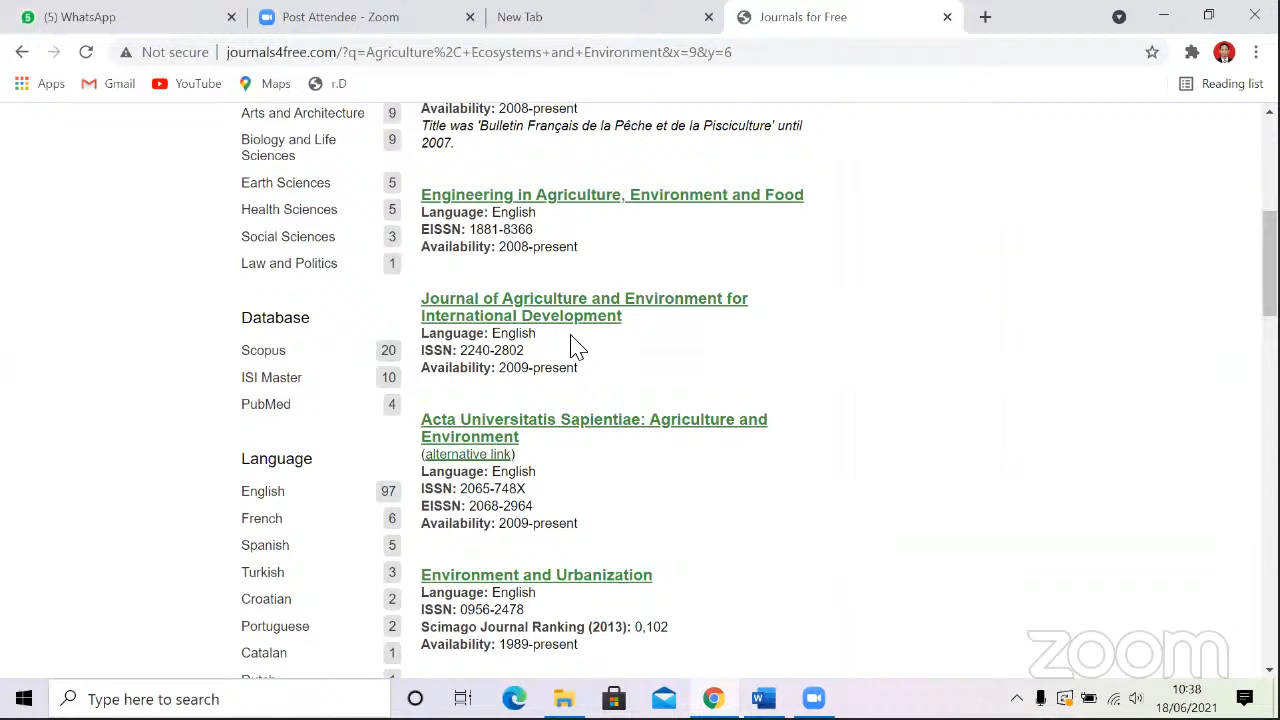 (5) WhatsApp
Post Attendee - Zoom
New Tab
Journals for Free
Not secure
journals4free.com/?q=Agriculture%2C+Ecosystems+and+Environment&x=9&y=6
Apps
Gmail
YouTube
Maps
r.D
Reading list
Arts and Architecture 9
Biology and Life 9
Sciences
Earth Sciences 5
Health Sciences 5
Social Sciences 3
Law and Politics 1
Database
Scopus 20
ISI Master 10
PubMed 4
Language
English 97
French 6
Spanish 5
Turkish 3
Croatian 2
Portuguese 2
Catalan 1
Availability: 2008-present
Title was 'Bulletin Français de la Pêche et de la Pisciculture' until
2007.
Engineering in Agriculture, Environment and Food
Language: English
EISSN: 1881-8366
Availability: 2008-present
Journal of Agriculture and Environment for
International Development
Language: English
ISSN: 2240-2802
Availability: 2009-present
Acta Universitatis Sapientiae: Agriculture and
Environment
(alternative link)
Language: English
ISSN: 2065-748X
EISSN: 2068-2964
Availability: 2009-present
Environment and Urbanization
Language: English
ISSN: 0956-2478
Scimago Journal Ranking (2013): 0,102
Availability: 1989-present
zoom
Type here to search
10:38
18/06/2021